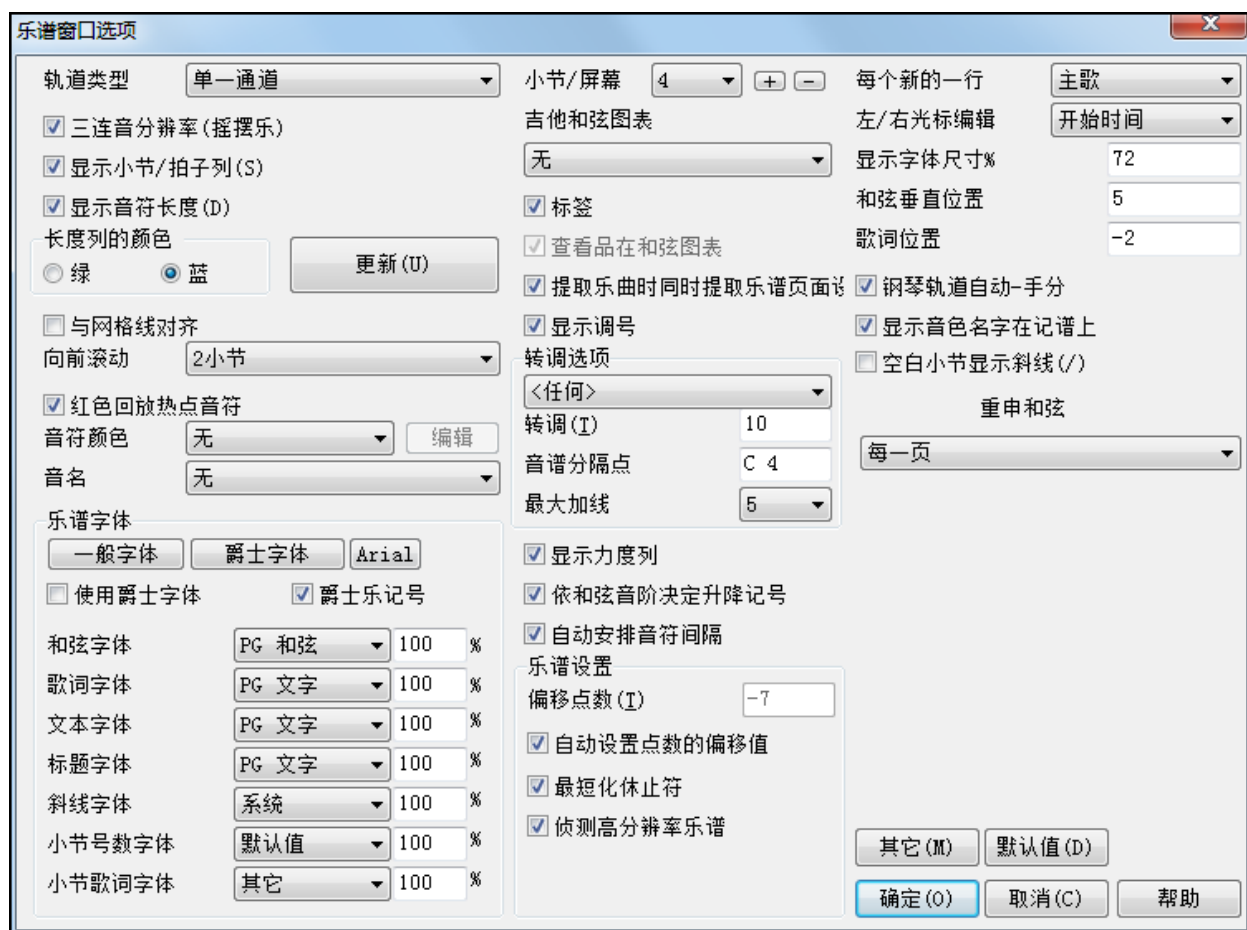 乐谱窗口选项
轨道类型 单一通道
三连音分辨率(摇摆乐)
显示小节/拍子列(S)
显示音符长度(D)
长度列的颜色
绿 蓝
更新(U)
与网格线对齐
向前滚动 2小节
红色回放热点音符
音符颜色 无 编辑
音名 无
乐谱字体
一般字体 爵士字体 Arial
使用爵士字体 爵士乐记号
和弦字体 PG 和弦 100 %
歌词字体 PG 文字 100 %
文本字体 PG 文字 100 %
标题字体 PG 文字 100 %
斜线字体 系统 100 %
小节号数字体 默认值 100 %
小节歌词字体 其它 100 %
小节/屏幕 4 + -
吉他和弦图表
无
标签
查看品在和弦图表
提取乐曲时同时提取乐谱页面
显示调号
转调选项
<任何>
转调(T) 10
音谱分隔点 C 4
最大加线 5
显示力度列
依和弦音阶决定升降记号
自动安排音符间隔
乐谱设置
偏移点数(T) -7
自动设置点数的偏移值
最短化休止符
侦测高分辨率乐谱
每个新的一行 主歌
左/右光标编辑 开始时间
显示字体尺寸% 72
和弦垂直位置 5
歌词位置 -2
钢琴轨道自动-手分
显示音色名字在记谱上
空白小节显示斜线(/)
重申和弦
每一页
其它(M) 默认值(D)
确定(O) 取消(C) 帮助